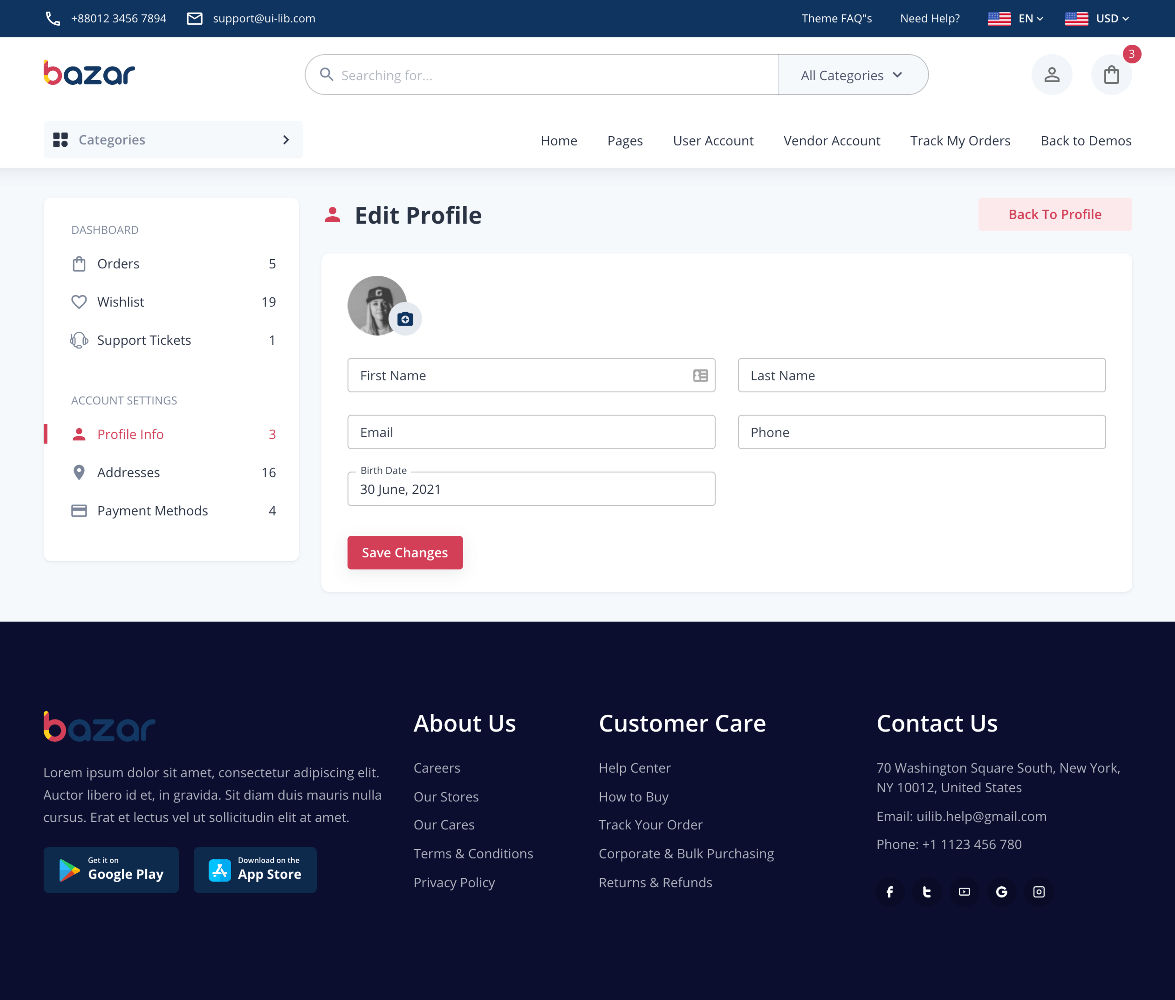 +88012 3456 7894 support@ui-lib.com Theme FAQ"s Need Help? EN USD
bazar
Searching for...
All Categories
3
Categories
Home Pages User Account Vendor Account Track My Orders Back to Demos
DASHBOARD
Orders 5
Wishlist 19
Support Tickets 1
ACCOUNT SETTINGS
Profile Info 3
Addresses 16
Payment Methods 4
Edit Profile
Back To Profile
First Name
Last Name
Email
Phone
Birth Date
30 June, 2021
Save Changes
bazar
Lorem ipsum dolor sit amet, consectetur adipiscing elit.
Auctor libero id et, in gravida. Sit diam duis mauris nulla
cursus. Erat et lectus vel ut sollicitudin elit at amet.
Get it on
Google Play
Download on the
App Store
About Us
Careers
Our Stores
Our Cares
Terms & Conditions
Privacy Policy
Customer Care
Help Center
How to Buy
Track Your Order
Corporate & Bulk Purchasing
Returns & Refunds
Contact Us
70 Washington Square South, New York,
NY 10012, United States
Email: uilib.help@gmail.com
Phone: +1 1123 456 780